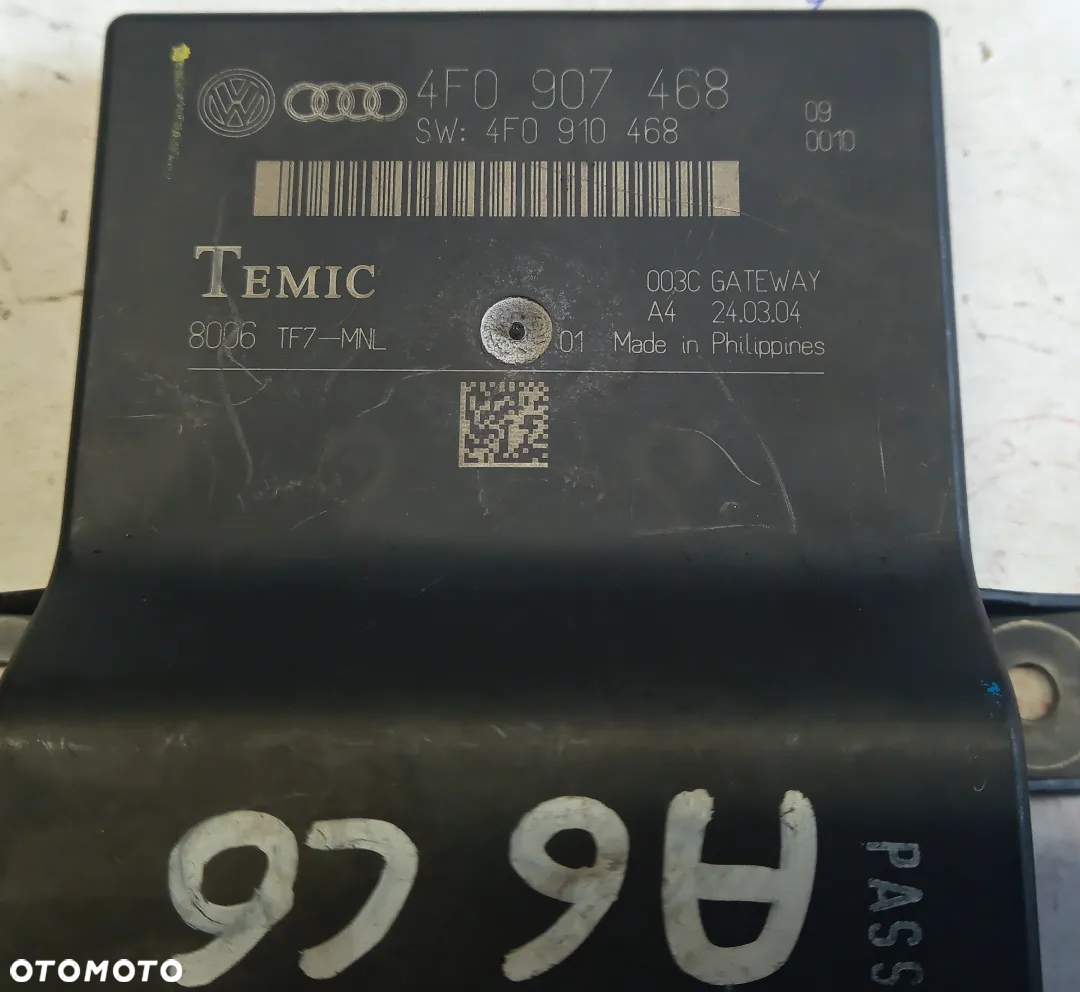 4F0 907 468
SW: 4F0 910 468
09
0010
TEMIC
003C GATEWAY
A4 24.03.04
8006 TF7-MNL
01 Made in Philippines
A6 C6
PASS
OTOMOTO